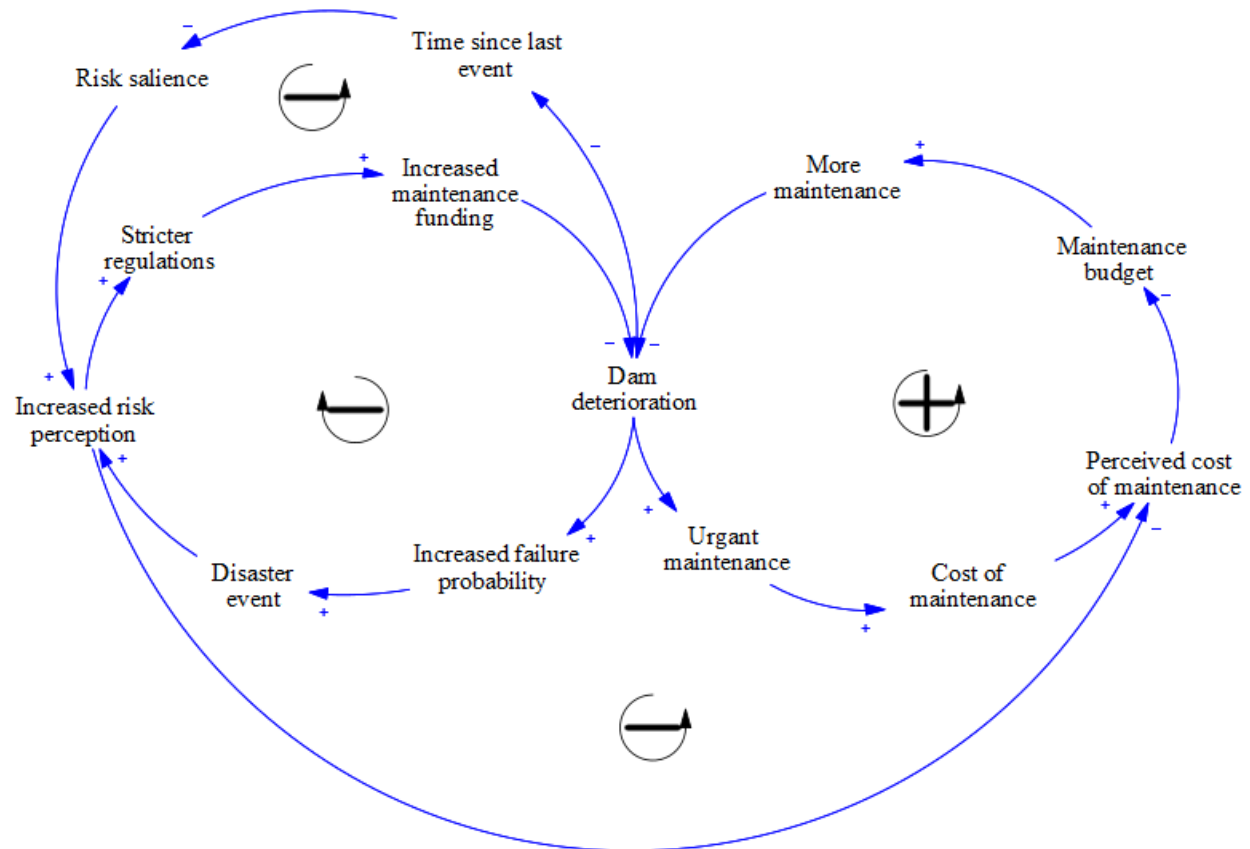 Time since last
event
Risk salience
Increased
maintenance
funding
More
maintenance
Stricter
regulations
Maintenance
budget
Dam
deterioration
Increased risk
perception
Perceived cost
of maintenance
Urgant
maintenance
Increased failure
probability
Disaster
event
Cost of
maintenance